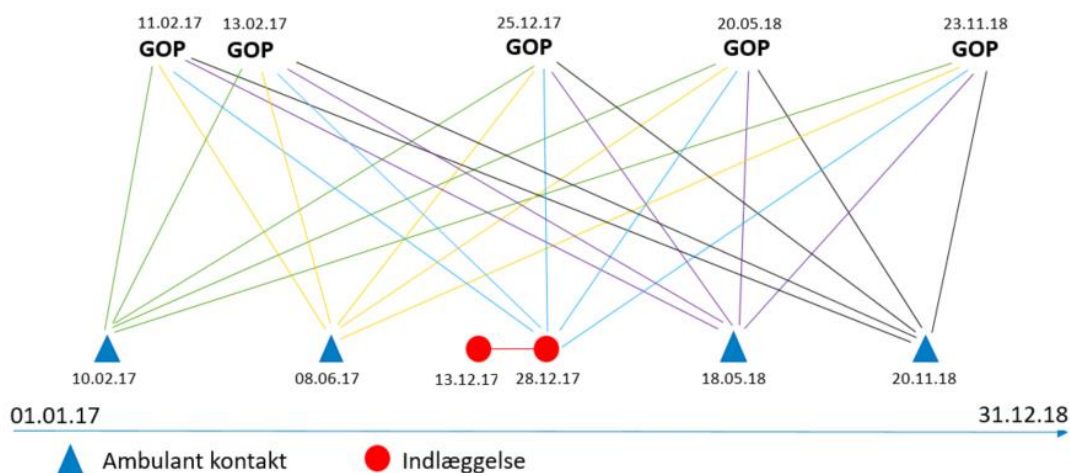 11.02.17 13.02.17 25.12.17 20.05.18 23.11.18
GOP GOP GOP GOP GOP
10.02.17 08.06.17 13.12.17 28.12.17 18.05.18 20.11.18
01.01.17 31.12.18
Ambulant kontakt Indlæggelse